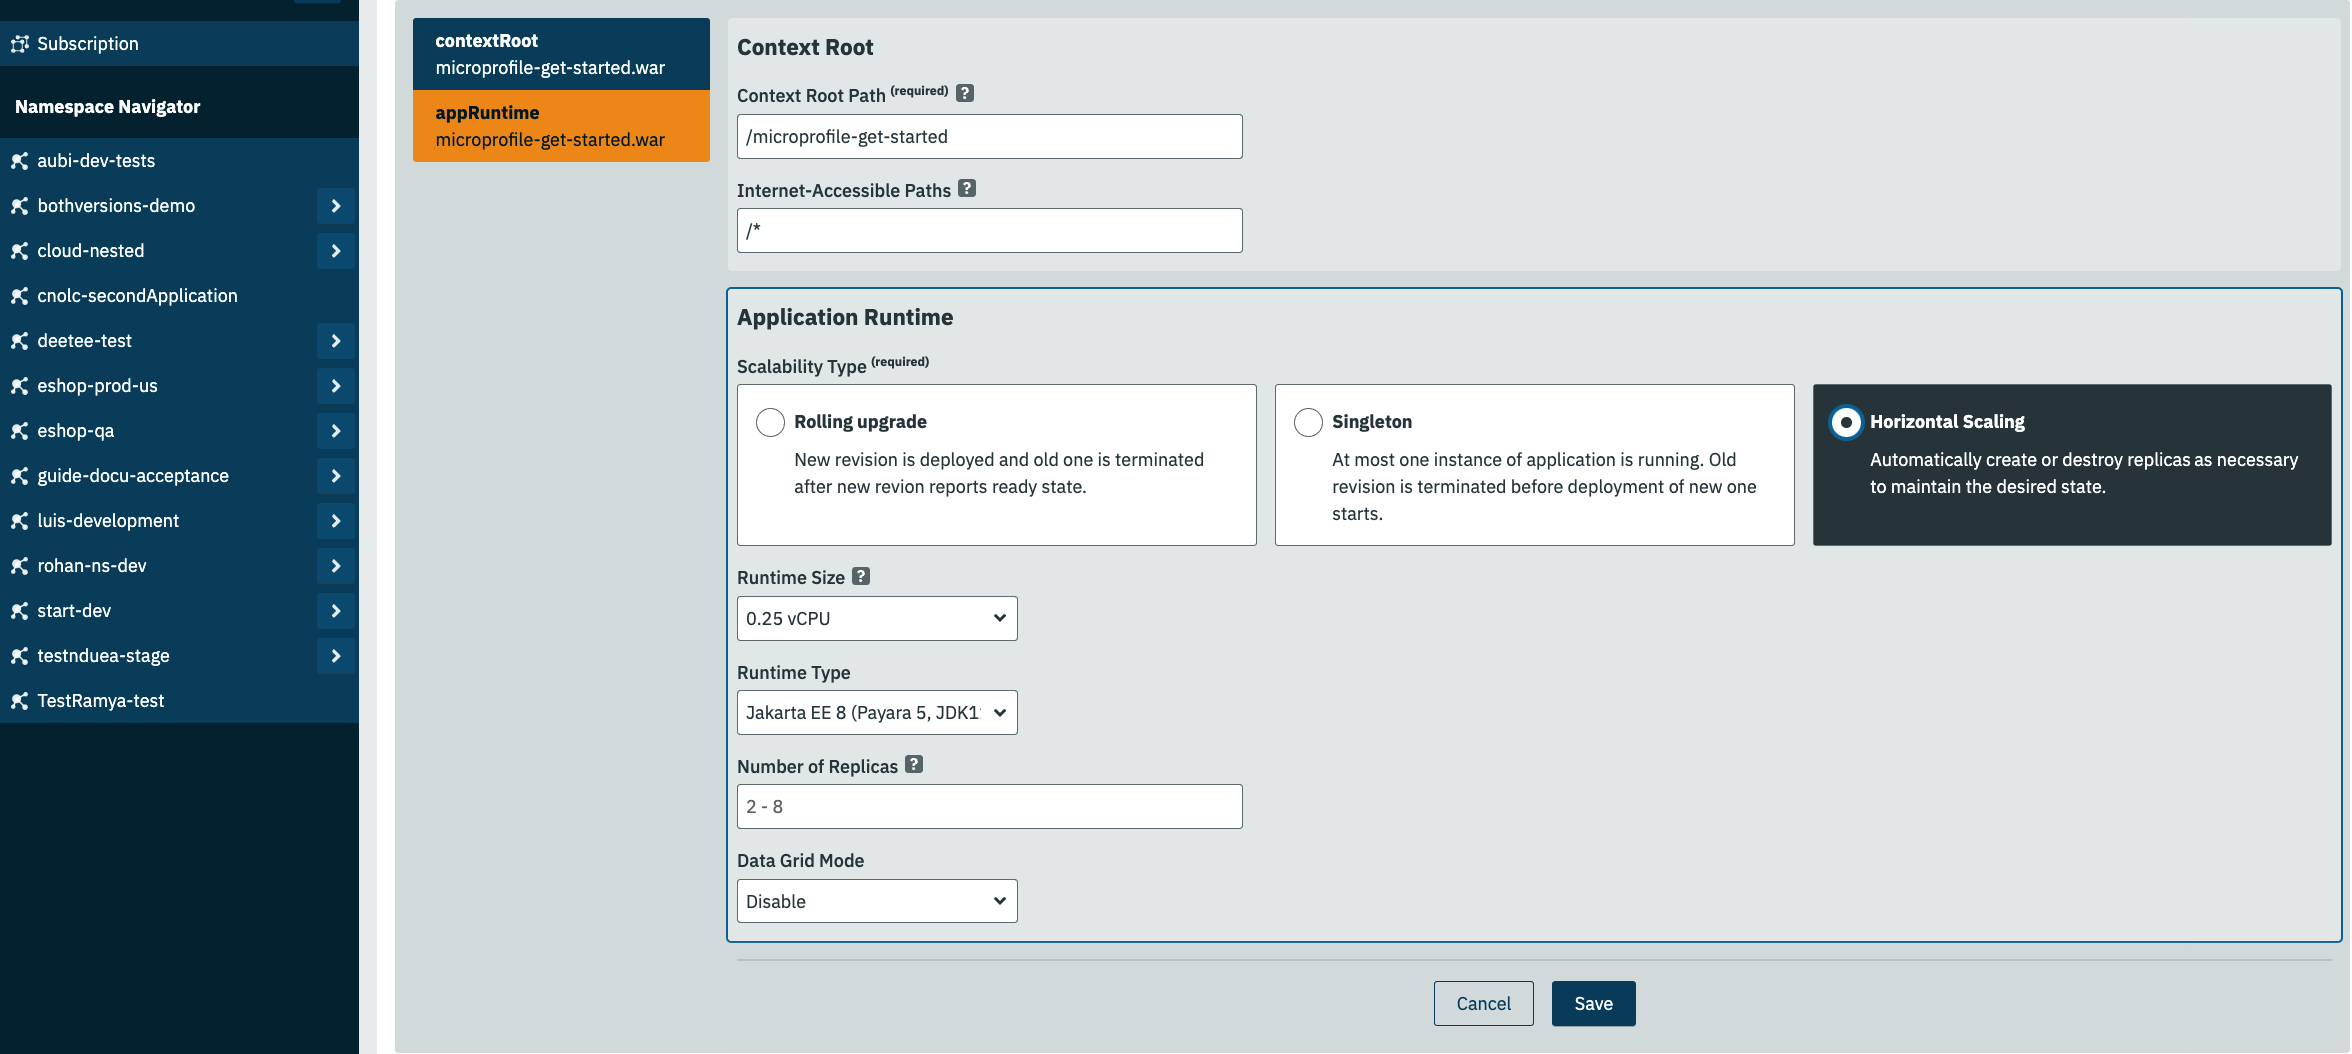 Subscription
Namespace Navigator
aubi-dev-tests
bothversions-demo
cloud-nested
cnolc-secondApplication
deetee-test
eshop-prod-us
eshop-qa
guide-docu-acceptance
luis-development
rohan-ns-dev
start-dev
testnduea-stage
TestRamya-test
contextRoot
microprofile-get-started.war
appRuntime
microprofile-get-started.war
Context Root
Context Root Path (required) ?
/microprofile-get-started
Internet-Accessible Paths ?
/*
Application Runtime
Scalability Type (required)
Rolling upgrade
New revision is deployed and old one is terminated
after new revion reports ready state.
Singleton
At most one instance of application is running. Old
revision is terminated before deployment of new one
starts.
Horizontal Scaling
Automatically create or destroy replicas as necessary
to maintain the desired state.
Runtime Size ?
0.25 vCPU
Runtime Type
Jakarta EE 8 (Payara 5, JDK1
Number of Replicas ?
2 - 8
Data Grid Mode
Disable
Cancel
Save